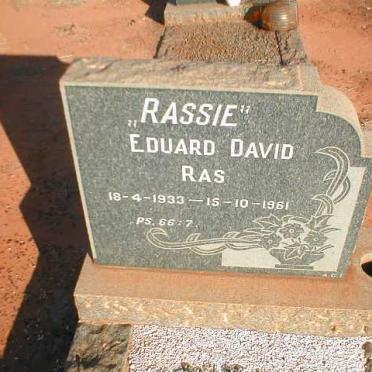 „RASSIE"
EDUARD DAVID
RAS
18-4-1933 — 15-10-1961
PS. 66:7